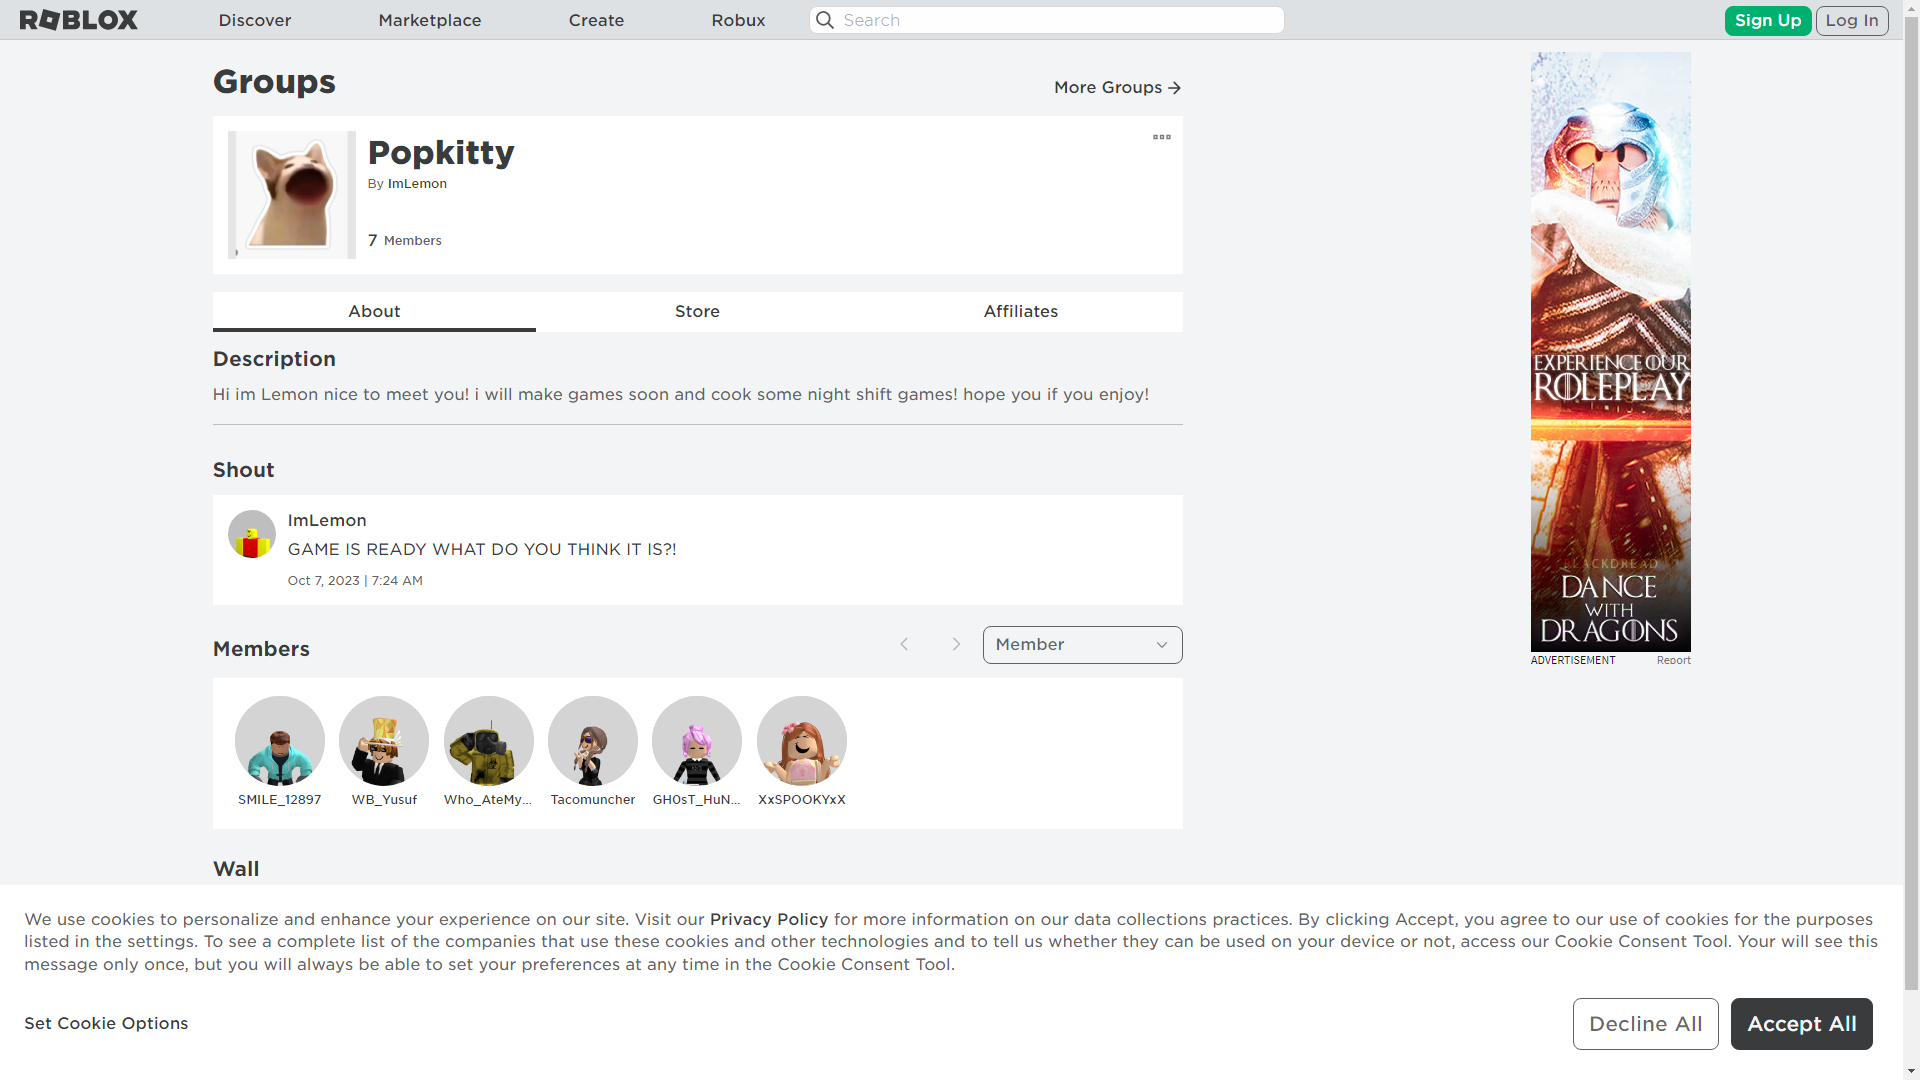 ROBLOX
Discover
Marketplace
Create
Robux
Search
Sign Up
Log In
Groups
More Groups
Popkitty
By ImLemon
7 Members
About
Store
Affiliates
Description
Hi im Lemon nice to meet you! i will make games soon and cook some night shift games! hope you if you enjoy!
Shout
ImLemon
GAME IS READY WHAT DO YOU THINK IT IS?!
Oct 7, 2023 | 7:24 AM
Members
Member
SMILE_12897
WB_Yusuf
Who_AteMy...
Tacomuncher
GH0sT_HuN...
XxSPOOKYxX
Wall
EXPERIENCE OUR
ROLEPLAY
BLACKDREAD
DANCE
WITH
DRAGONS
ADVERTISEMENT
Report
We use cookies to personalize and enhance your experience on our site. Visit our Privacy Policy for more information on our data collections practices. By clicking Accept, you agree to our use of cookies for the purposes
listed in the settings. To see a complete list of the companies that use these cookies and other technologies and to tell us whether they can be used on your device or not, access our Cookie Consent Tool. Your will see this
message only once, but you will always be able to set your preferences at any time in the Cookie Consent Tool.
Set Cookie Options
Decline All
Accept All